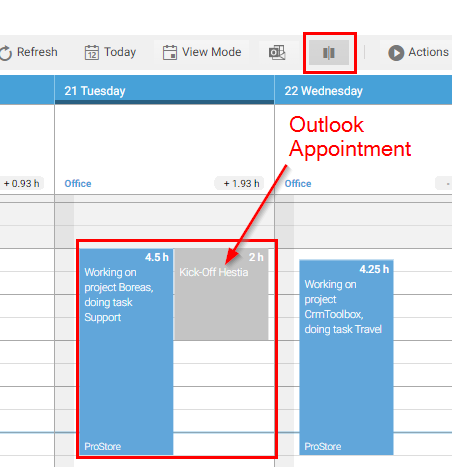 Refresh
12
Today
View Mode
Actions
21 Tuesday
22 Wednesday
Outlook
Appointment
+ 0.93 h
Office
+ 1.93 h
Office
4.5 h
Working on
project Boreas,
doing task
Support
ProStore
2 h
Kick-Off Hestia
4.25 h
Working on
project
CrmToolbox,
doing task Travel
ProStore